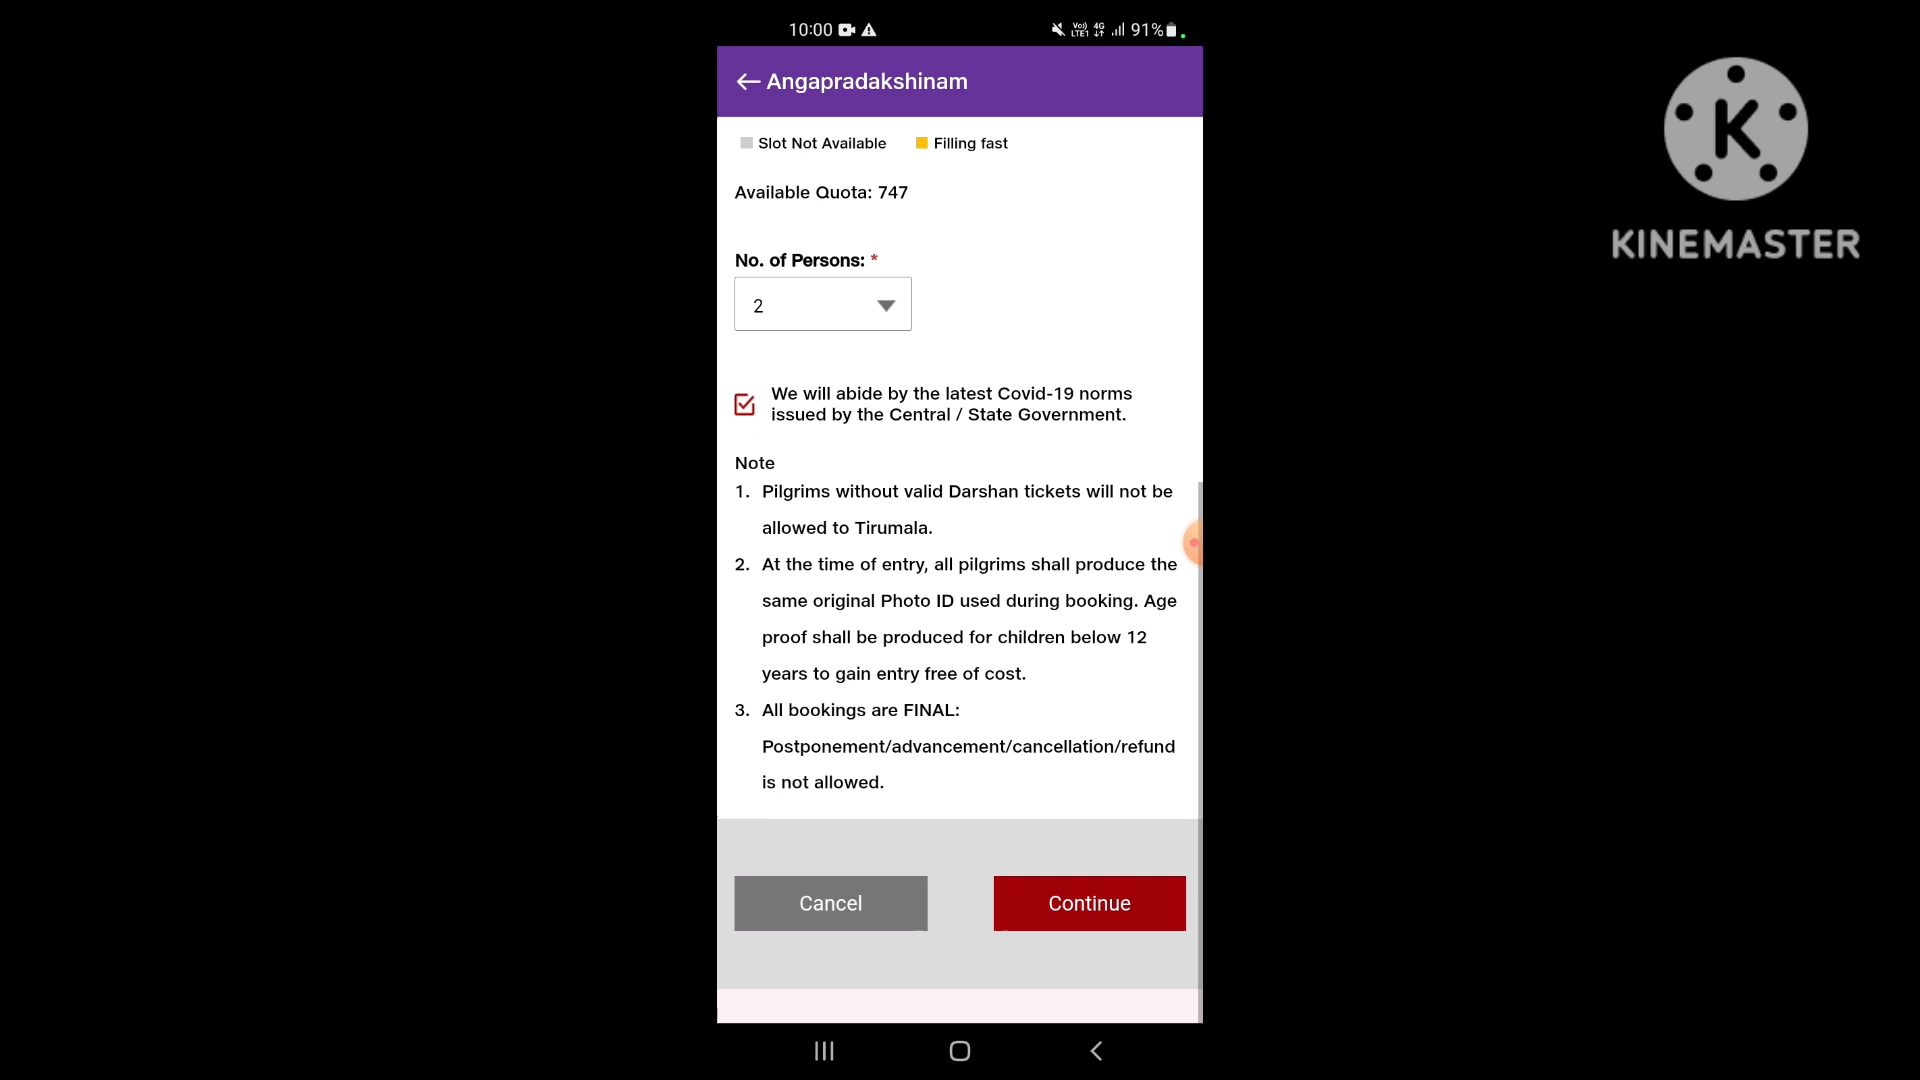 10:00 Vo)) LTE1 4G 91%
Angapradakshinam
Slot Not Available Filling fast
Available Quota: 747
No. of Persons: *
2
We will abide by the latest Covid-19 norms
issued by the Central / State Government.
Note
1. Pilgrims without valid Darshan tickets will not be
allowed to Tirumala.
2. At the time of entry, all pilgrims shall produce the
same original Photo ID used during booking. Age
proof shall be produced for children below 12
years to gain entry free of cost.
3. All bookings are FINAL:
Postponement/advancement/cancellation/refund
is not allowed.
Cancel Continue
K
KINEMASTER